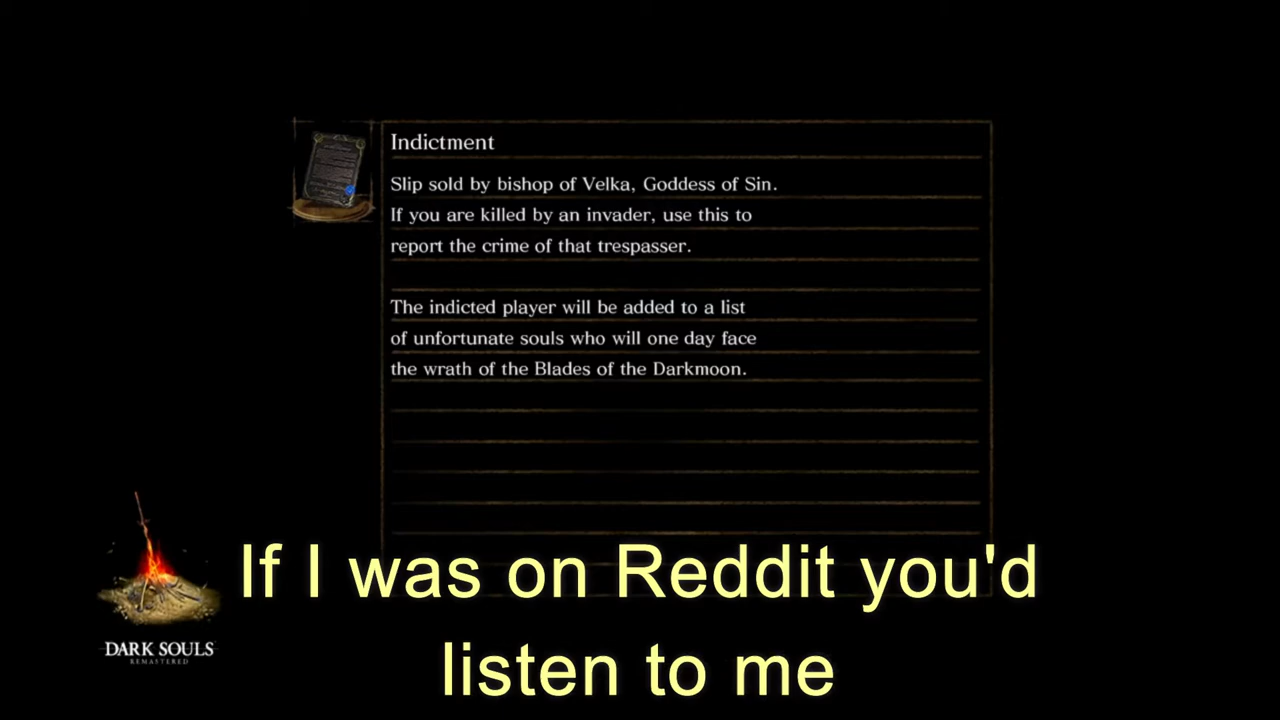 Indictment
Slip sold by bishop of Velka, Goddess of Sin.
If you are killed by an invader, use this to
report the crime of that trespasser.
The indicted player will be added to a list
of unfortunate souls who will one day face
the wrath of the Blades of the Darkmoon.
If I was on Reddit you'd
listen to me
DARK SOULS
REMASTERED